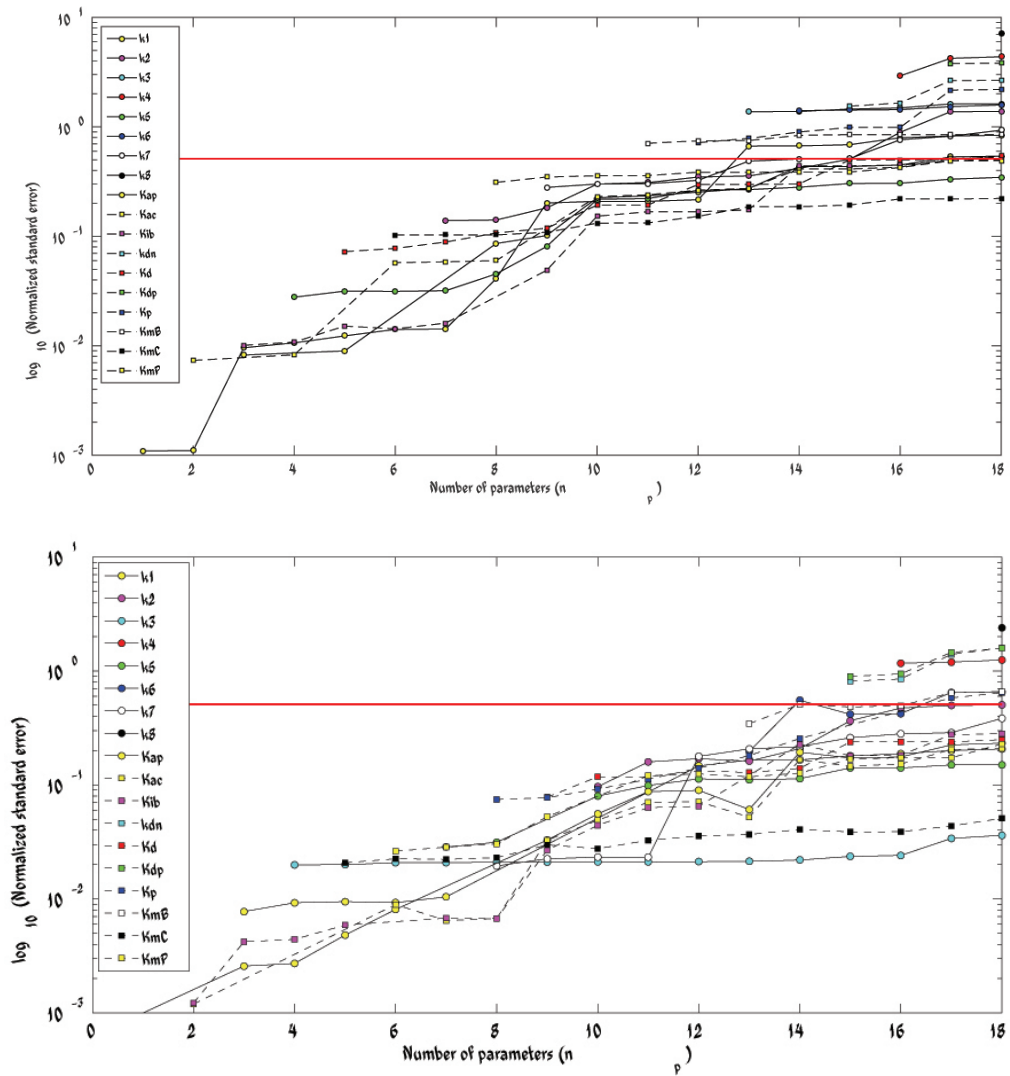 10 1
10 0
10 -1
10 -2
10 -3
log 10 (Normalized standard error)
k1
k2
k3
k4
k5
k6
k7
k8
Kap
Kac
Kib
kdn
Kd
Kdp
Kp
KmB
KmC
KmP
0 2 4 6 8 10 12 14 16 18
Number of parameters (n p )
10 1
10 0
10 -1
10 -2
10 -3
log 10 (Normalized standard error)
k1
k2
k3
k4
k5
k6
k7
k8
Kap
Kac
Kib
kdn
Kd
Kdp
Kp
KmB
KmC
KmP
0 2 4 6 8 10 12 14 16 18
Number of parameters (n p )